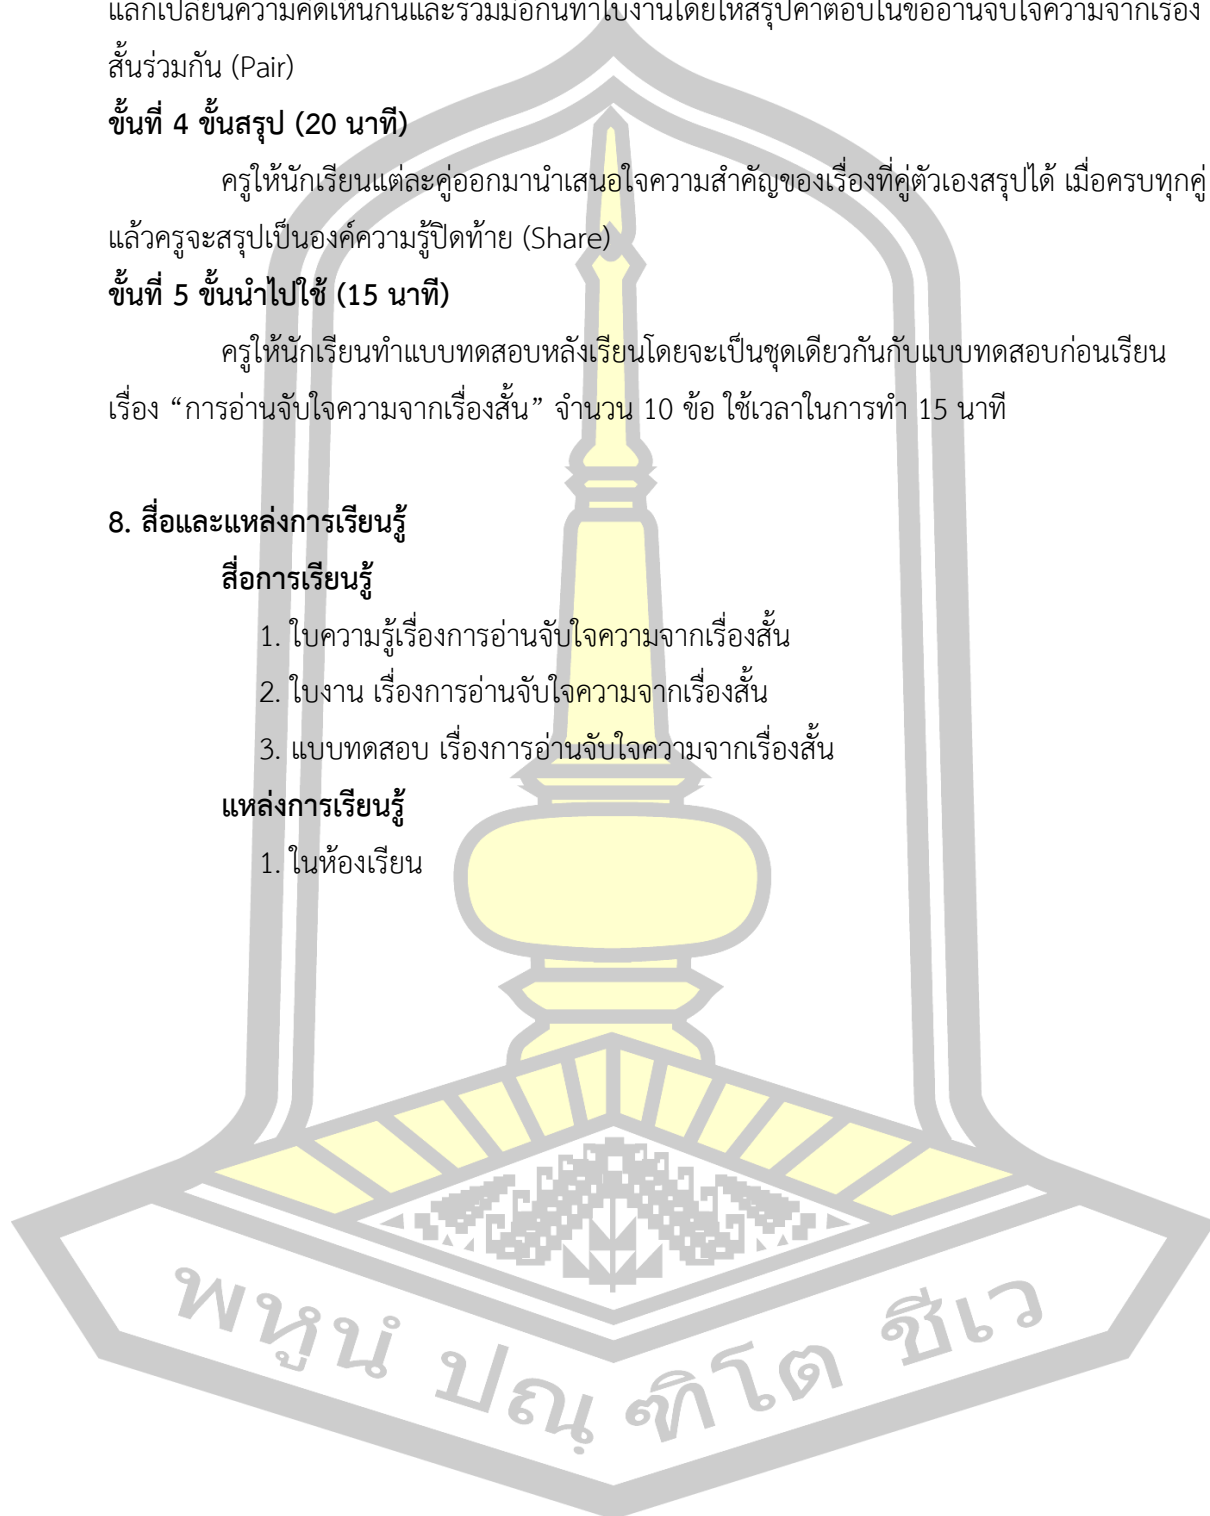 แลกเปลี่ยนความคิดเห็นกันและร่วมมือกันทำใบงานโดยให้สรุปคำตอบในข้ออ่านจับใจความจากเรื่อง
สั้นร่วมกัน (Pair)
ขั้นที่ 4 ขั้นสรุป (20 นาที)
ครูให้นักเรียนแต่ละคู่ออกมานำเสนอใจความสำคัญของเรื่องที่คู่ตัวเองสรุปได้ เมื่อครบทุกคู่
แล้วครูจะสรุปเป็นองค์ความรู้ปิดท้าย (Share)
ขั้นที่ 5 ขั้นนำไปใช้ (15 นาที)
ครูให้นักเรียนทำแบบทดสอบหลังเรียนโดยจะเป็นชุดเดียวกันกับแบบทดสอบก่อนเรียน
เรื่อง “การอ่านจับใจความจากเรื่องสั้น” จำนวน 10 ข้อ ใช้เวลาในการทำ 15 นาที
8. สื่อและแหล่งการเรียนรู้
สื่อการเรียนรู้
1. ใบความรู้เรื่องการอ่านจับใจความจากเรื่องสั้น
2. ใบงาน เรื่องการอ่านจับใจความจากเรื่องสั้น
3. แบบทดสอบ เรื่องการอ่านจับใจความจากเรื่องสั้น
แหล่งการเรียนรู้
1. ในห้องเรียน
พหูนํ ปณฺฑิโต ชีเว